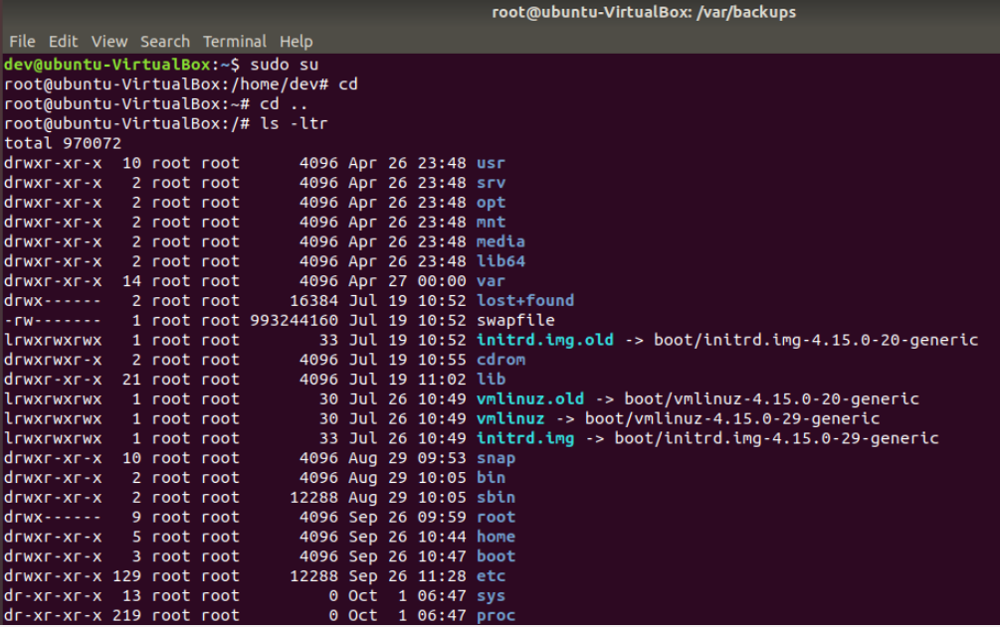 root@ubuntu-VirtualBox: /var/backups
File Edit View Search Terminal Help
dev@ubuntu-VirtualBox:~$ sudo su
root@ubuntu-VirtualBox:/home/dev# cd
root@ubuntu-VirtualBox:~# cd ..
root@ubuntu-VirtualBox:/# ls -ltr
total 970072
drwxr-xr-x  10 root root      4096 Apr 26 23:48 usr
drwxr-xr-x   2 root root      4096 Apr 26 23:48 srv
drwxr-xr-x   2 root root      4096 Apr 26 23:48 opt
drwxr-xr-x   2 root root      4096 Apr 26 23:48 mnt
drwxr-xr-x   2 root root      4096 Apr 26 23:48 media
drwxr-xr-x   2 root root      4096 Apr 26 23:48 lib64
drwxr-xr-x  14 root root      4096 Apr 27 00:00 var
drwx------   2 root root     16384 Jul 19 10:52 lost+found
-rw-------   1 root root 993244160 Jul 19 10:52 swapfile
lrwxrwxrwx   1 root root        33 Jul 19 10:52 initrd.img.old -> boot/initrd.img-4.15.0-20-generic
drwxrwxr-x   2 root root      4096 Jul 19 10:55 cdrom
drwxr-xr-x  21 root root      4096 Jul 19 11:02 lib
lrwxrwxrwx   1 root root        30 Jul 26 10:49 vmlinuz.old -> boot/vmlinuz-4.15.0-20-generic
lrwxrwxrwx   1 root root        30 Jul 26 10:49 vmlinuz -> boot/vmlinuz-4.15.0-29-generic
lrwxrwxrwx   1 root root        33 Jul 26 10:49 initrd.img -> boot/initrd.img-4.15.0-29-generic
drwxr-xr-x  10 root root      4096 Aug 29 09:53 snap
drwxr-xr-x   2 root root      4096 Aug 29 10:05 bin
drwxr-xr-x   2 root root     12288 Aug 29 10:05 sbin
drwx------   9 root root      4096 Sep 26 09:59 root
drwxr-xr-x   5 root root      4096 Sep 26 10:44 home
drwxr-xr-x   3 root root      4096 Sep 26 10:47 boot
drwxr-xr-x 129 root root     12288 Sep 26 11:28 etc
dr-xr-xr-x  13 root root         0 Oct  1 06:47 sys
dr-xr-xr-x 219 root root         0 Oct  1 06:47 proc